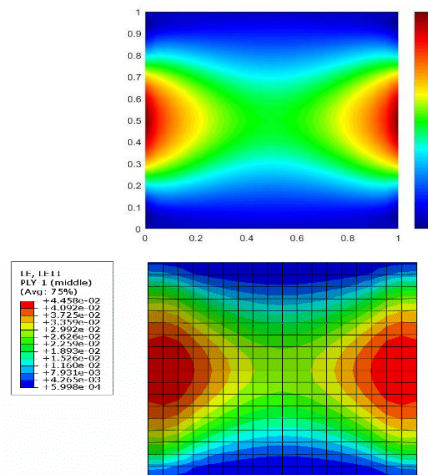 1
0.9
0.8
0.7
0.6
0.5
0.4
0.3
0.2
0.1
0
0 0.2 0.4 0.6 0.8 1
LE, LE11
PLY 1 (middle)
(Avg: 75%)
+4.458e-02
+4.092e-02
+3.725e-02
+3.359e-02
+2.992e-02
+2.626e-02
+2.259e-02
+1.893e-02
+1.526e-02
+1.160e-02
+7.931e-03
+4.265e-03
+5.998e-04